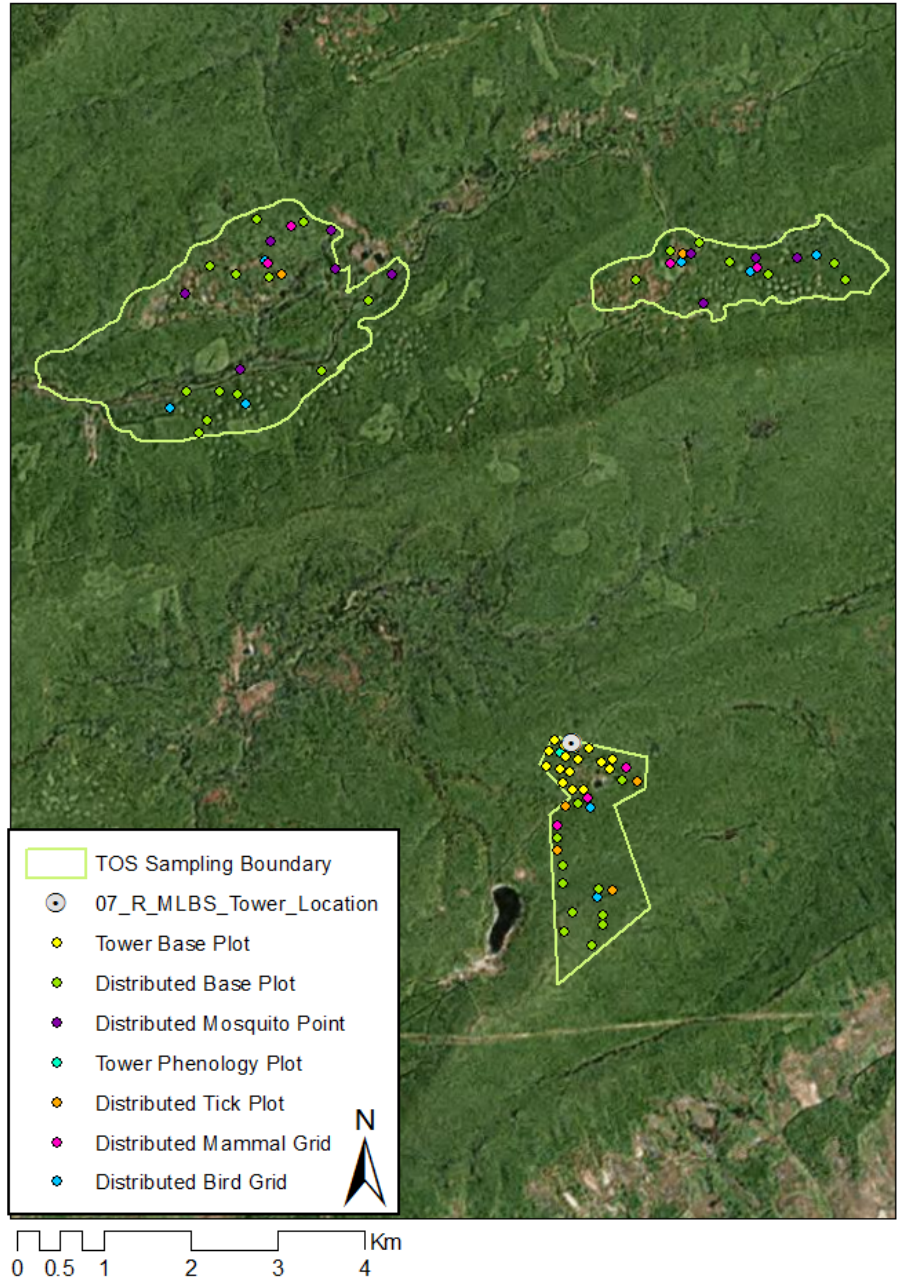 TOS Sampling Boundary
07_R_MLBS_Tower_Location
Tower Base Plot
Distributed Base Plot
Distributed Mosquito Point
Tower Phenology Plot
Distributed Tick Plot
Distributed Mammal Grid
Distributed Bird Grid
N
Km
0 0.5 1 2 3 4